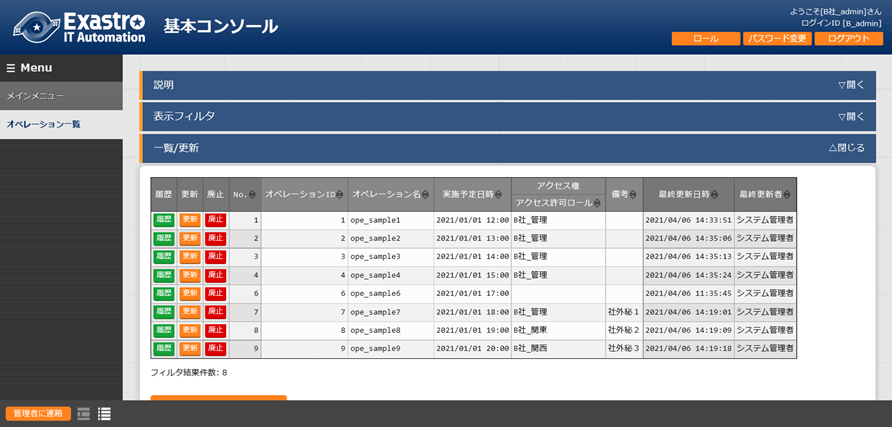 Exastro
IT Automation
基本コンソール
ようこそ[B社_admin]さん
ログインID [B_admin]
ロール パスワード変更 ログアウト
Menu
メインメニュー
オペレーション一覧
説明 ▽開く
表示フィルタ ▽開く
一覧/更新 △閉じる
履歴 更新 廃止 No. オペレーションID オペレーション名 実施予定日時 アクセス権 備考 最終更新日時 最終更新者
アクセス許可ロール
履歴 更新 廃止 1 1 ope_sample1 2021/01/01 12:00 B社_管理 2021/04/06 14:33:51 システム管理者
履歴 更新 廃止 2 2 ope_sample2 2021/01/01 13:00 B社_管理 2021/04/06 14:35:06 システム管理者
履歴 更新 廃止 3 3 ope_sample3 2021/01/01 14:00 B社_管理 2021/04/06 14:35:13 システム管理者
履歴 更新 廃止 4 4 ope_sample4 2021/01/01 15:00 B社_管理 2021/04/06 14:35:24 システム管理者
履歴 更新 廃止 6 6 ope_sample6 2021/01/01 17:00 2021/04/06 11:35:45 システム管理者
履歴 更新 廃止 7 7 ope_sample7 2021/01/01 18:00 B社_管理 社外秘１ 2021/04/06 14:19:01 システム管理者
履歴 更新 廃止 8 8 ope_sample8 2021/01/01 19:00 B社_関東 社外秘２ 2021/04/06 14:19:09 システム管理者
履歴 更新 廃止 9 9 ope_sample9 2021/01/01 20:00 B社_関西 社外秘３ 2021/04/06 14:19:18 システム管理者
フィルタ結果件数: 8
管理者に連絡